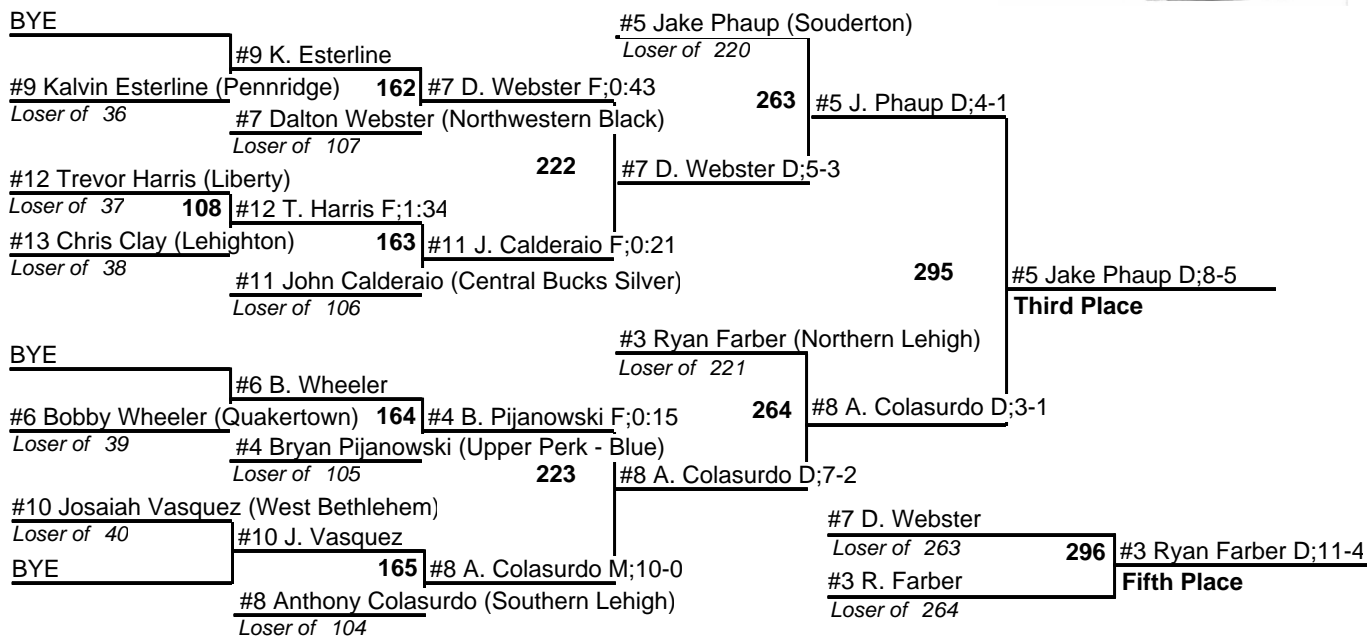 BYE
#9 K. Esterline
#9 Kalvin Esterline (Pennridge)
Loser of 36
162
#7 D. Webster F;0:43
#7 Dalton Webster (Northwestern Black)
Loser of 107
#12 Trevor Harris (Liberty)
Loser of 37
108
#12 T. Harris F;1:34
#13 Chris Clay (Lehighton)
Loser of 38
163
#11 J. Calderaio F;0:21
#11 John Calderaio (Central Bucks Silver)
Loser of 106
222
#7 D. Webster D;5-3
#5 Jake Phaup (Souderton)
Loser of 220
263
#5 J. Phaup D;4-1
295
#5 Jake Phaup D;8-5
Third Place
BYE
#6 B. Wheeler
#6 Bobby Wheeler (Quakertown)
Loser of 39
164
#4 B. Pijanowski F;0:15
#4 Bryan Pijanowski (Upper Perk - Blue)
Loser of 105
223
#8 A. Colasurdo D;7-2
#10 Josaiah Vasquez (West Bethlehem)
Loser of 40
#10 J. Vasquez
BYE
165
#8 A. Colasurdo M;10-0
#8 Anthony Colasurdo (Southern Lehigh)
Loser of 104
#3 Ryan Farber (Northern Lehigh)
Loser of 221
264
#8 A. Colasurdo D;3-1
#7 D. Webster
Loser of 263
296
#3 Ryan Farber D;11-4
#3 R. Farber
Fifth Place
Loser of 264